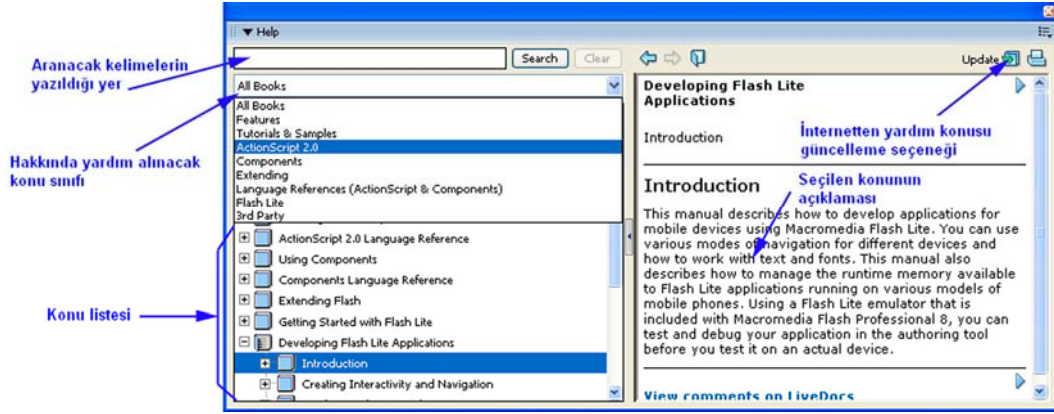 Help
Aranacak kelimelerin
yazıldığı yer
Search
Clear
Update
All Books
All Books
Features
Tutorials & Samples
ActionScript 2.0
Components
Extending
Language References (ActionScript & Components)
Flash Lite
3rd Party
Hakkında yardım alınacak
konu sınıfı
ActionScript 2.0 Language Reference
Using Components
Components Language Reference
Extending Flash
Getting Started with Flash Lite
Developing Flash Lite Applications
Introduction
Creating Interactivity and Navigation
Konu listesi
Developing Flash Lite
Applications
Introduction
İnternetten yardım konusu
güncelleme seçeneği
Introduction
Seçilen konunun
açıklaması
This manual describes how to develop applications for
mobile devices using Macromedia Flash Lite. You can use
various modes of navigation for different devices and
how to work with text and fonts. This manual also
describes how to manage the runtime memory available
to Flash Lite applications running on various models of
mobile phones. Using a Flash Lite emulator that is
included with Macromedia Flash Professional 8, you can
test and debug your application in the authoring tool
before you test it on an actual device.
View comments on LiveDocs